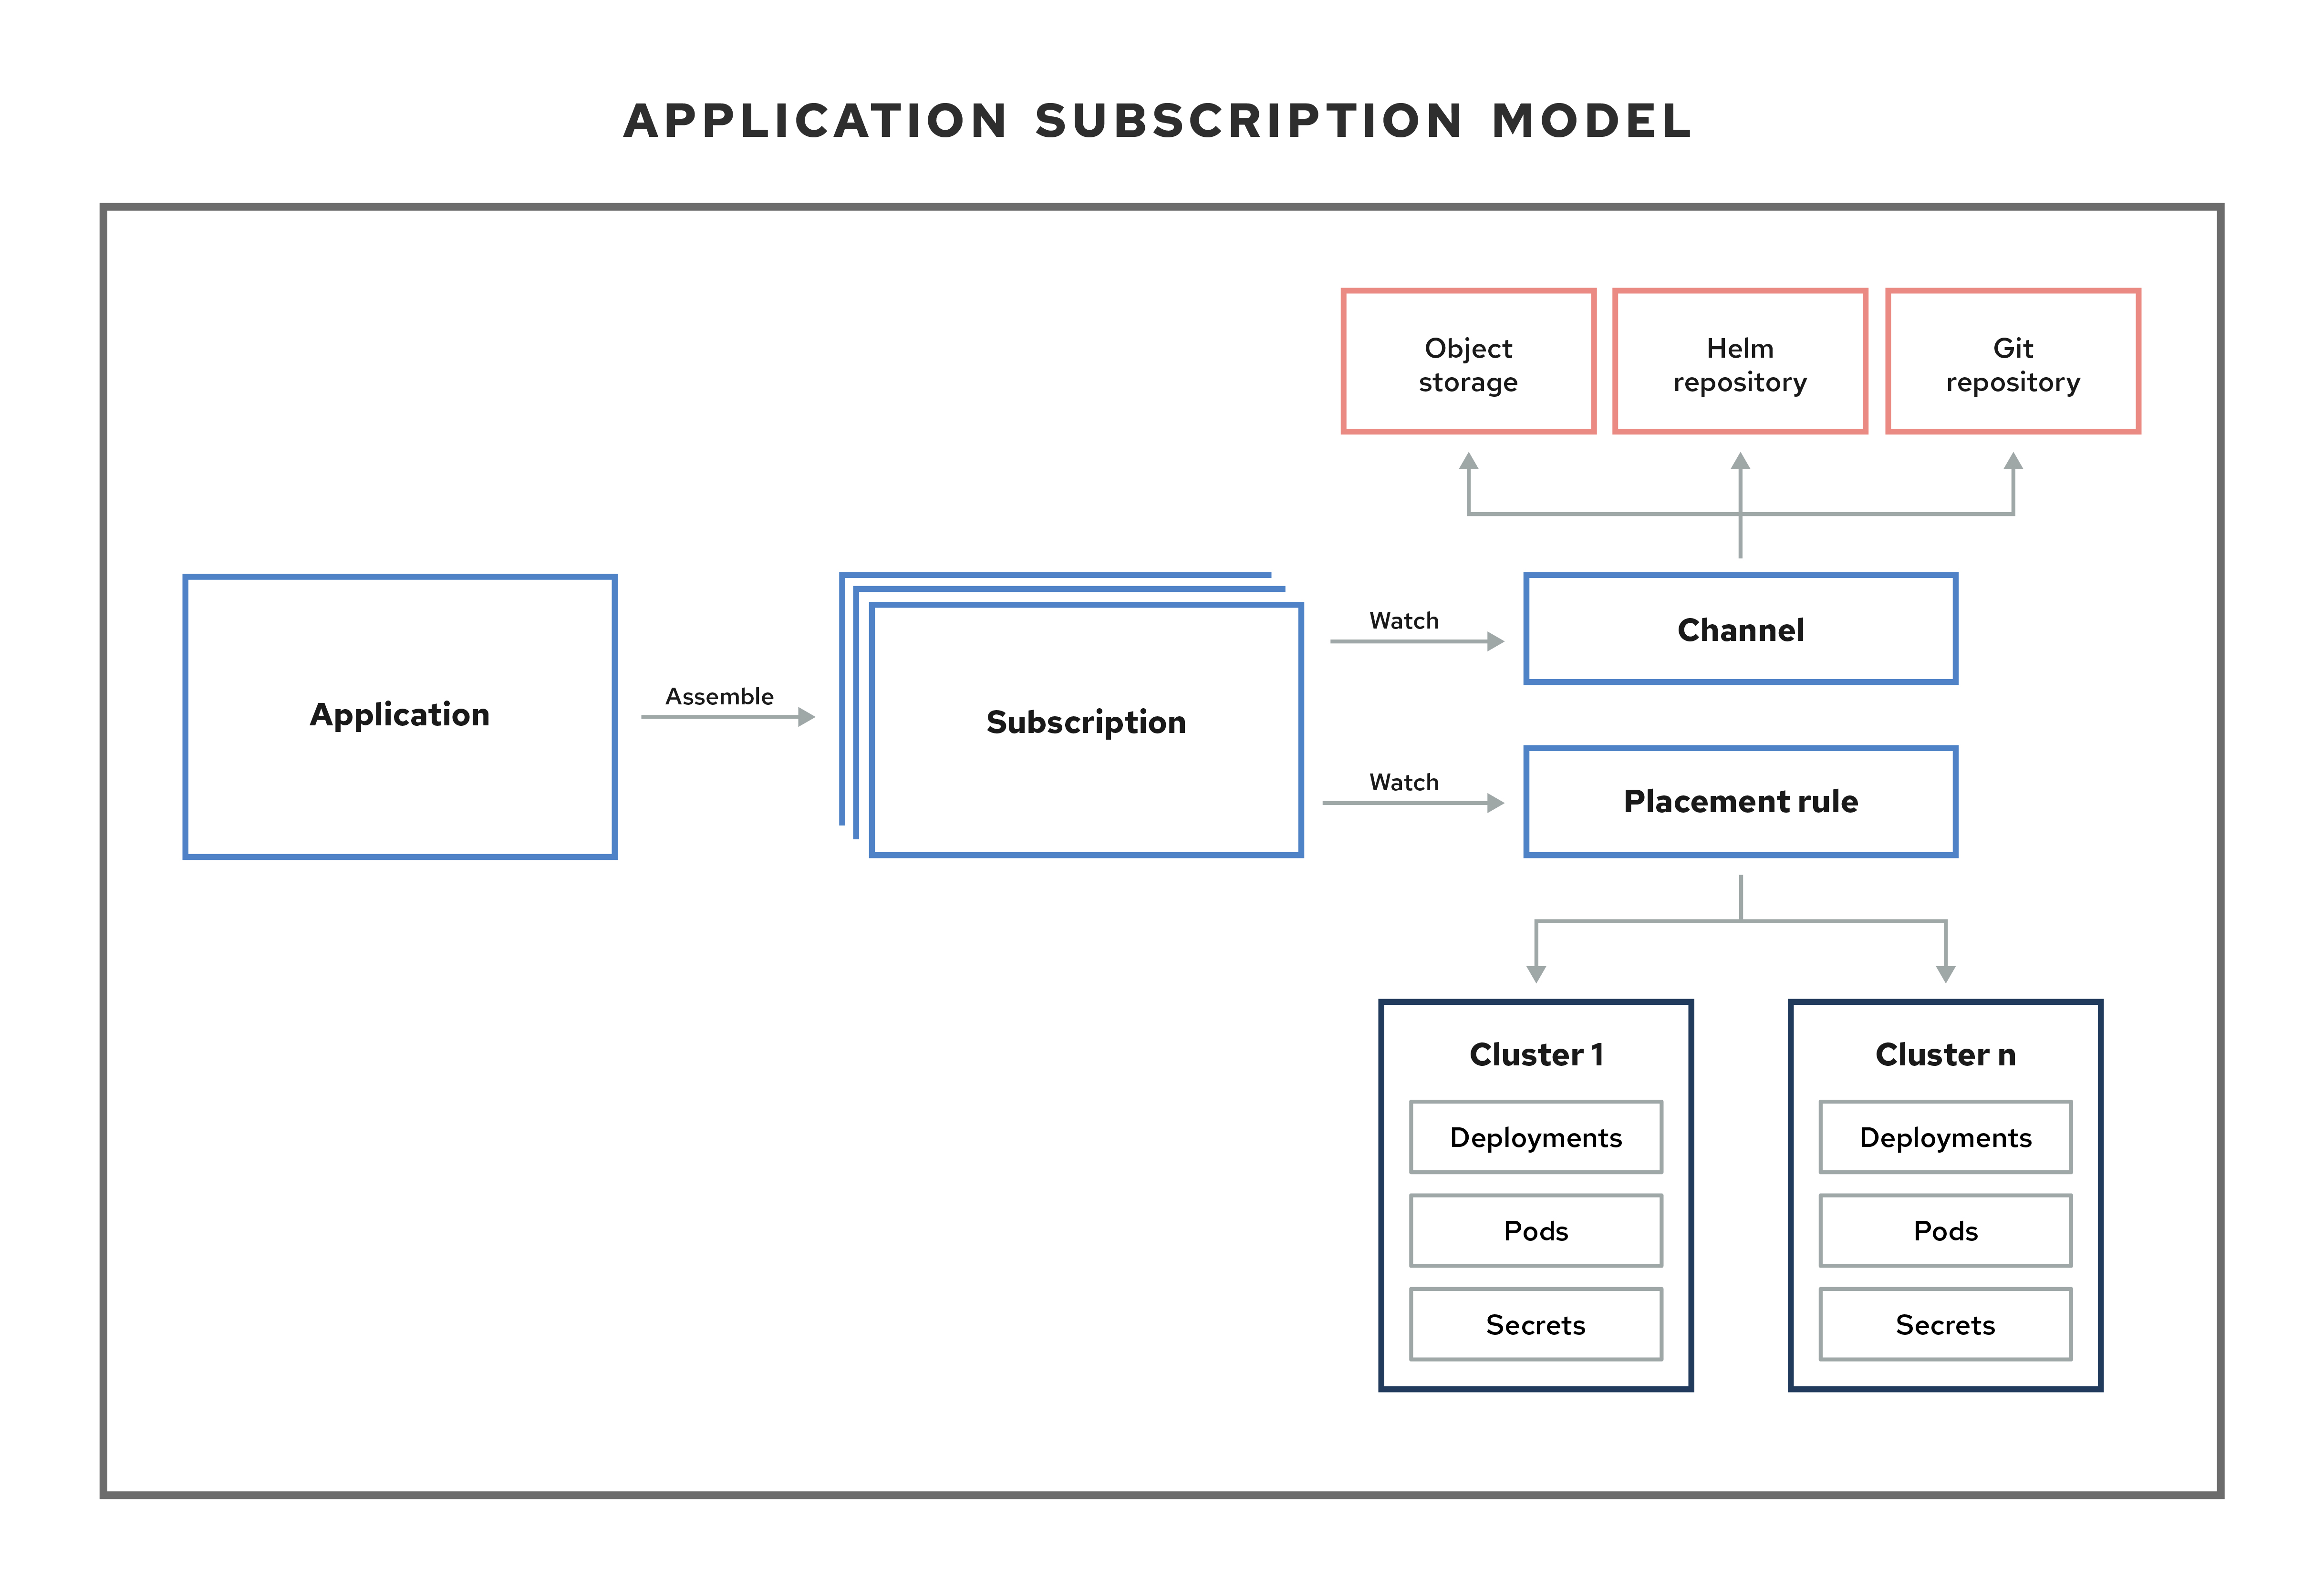 APPLICATION SUBSCRIPTION MODEL
Object
storage
Helm
repository
Git
repository
Application
Assemble
Subscription
Watch
Channel
Watch
Placement rule
Cluster 1
Deployments
Pods
Secrets
Cluster n
Deployments
Pods
Secrets